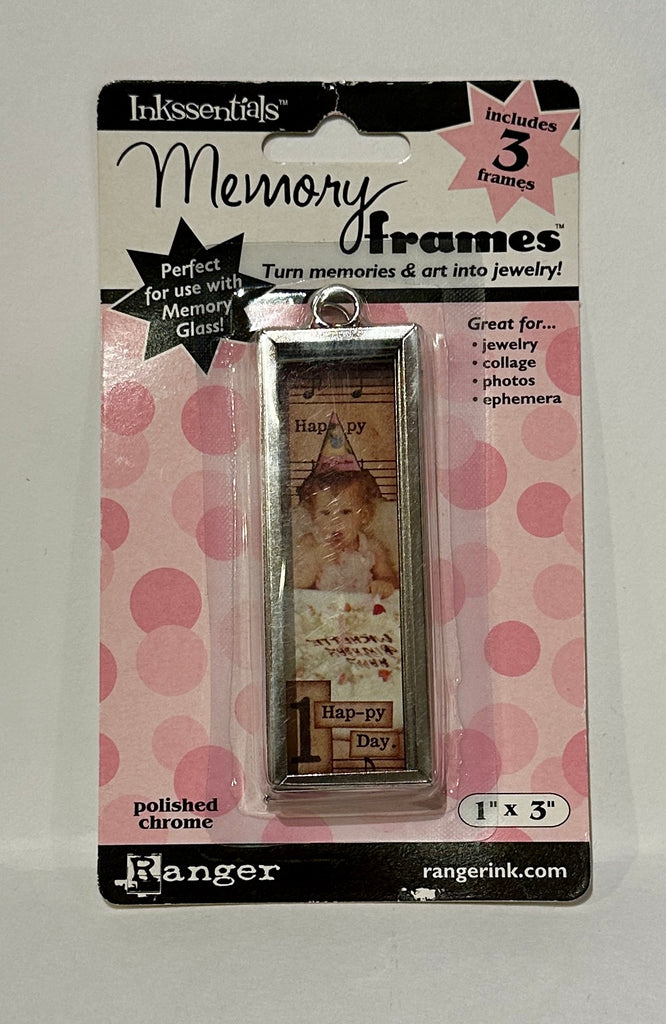 Inkssentials™
includes
3
frames
Memory
frames™
Turn memories & art into jewelry!
Perfect
for use with
Memory
Glass!
Great for...
• jewelry
• collage
• photos
• ephemera
Hap py
1
Hap-py
Day.
polished
chrome
1" x 3"
Ranger
rangerink.com